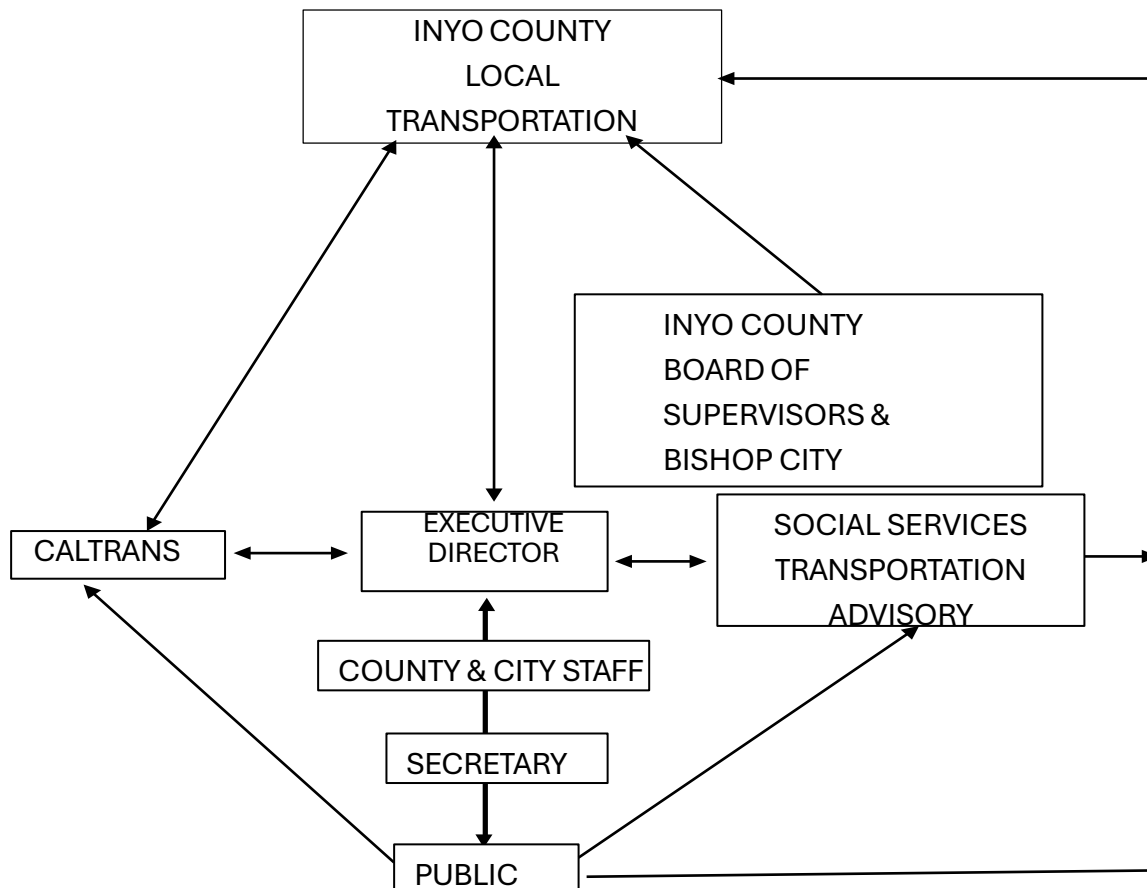 INYO COUNTY
LOCAL
TRANSPORTATION
INYO COUNTY
BOARD OF
SUPERVISORS &
BISHOP CITY
CALTRANS
EXECUTIVE
DIRECTOR
SOCIAL SERVICES
TRANSPORTATION
ADVISORY
COUNTY & CITY STAFF
SECRETARY
PUBLIC